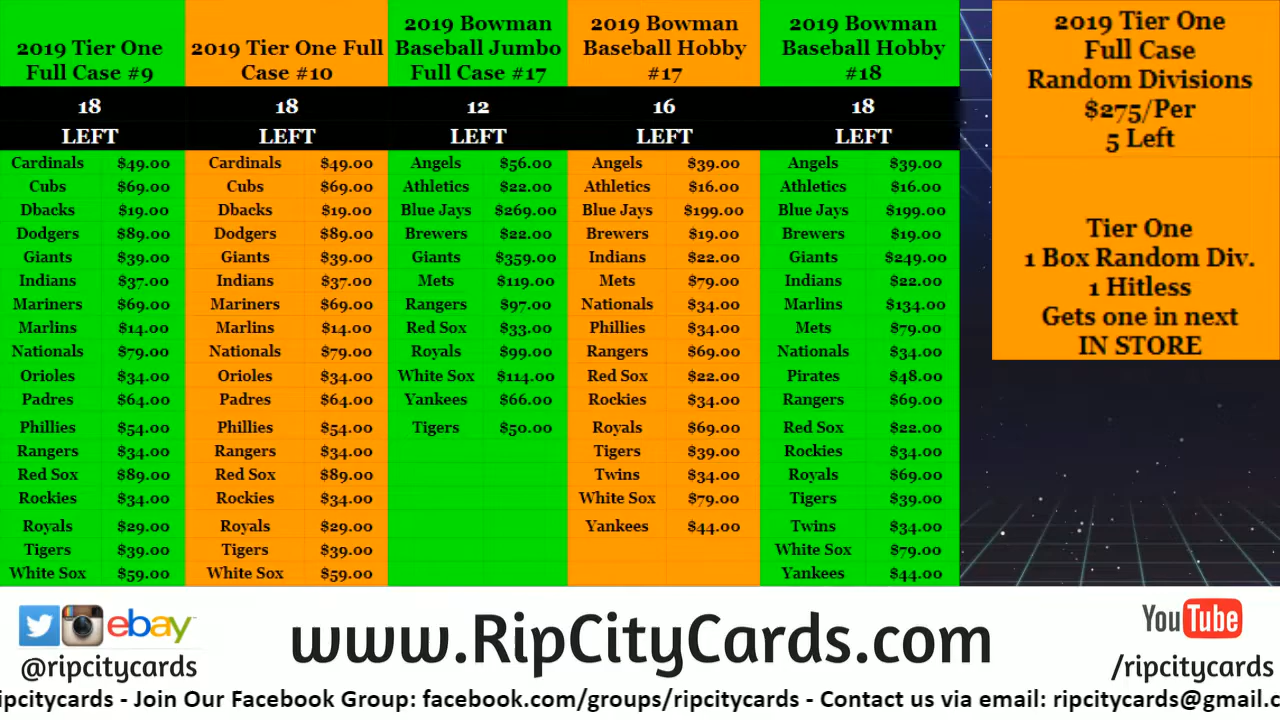 2019 Tier One
Full Case #9
2019 Tier One Full
Case #10
2019 Bowman
Baseball Jumbo
Full Case #17
2019 Bowman
Baseball Hobby
#17
2019 Bowman
Baseball Hobby
#18
18 18 12 16 18
LEFT LEFT LEFT LEFT LEFT
Cardinals $49.00 Cardinals $49.00 Angels $56.00 Angels $39.00 Angels $39.00
Cubs $69.00 Cubs $69.00 Athletics $22.00 Athletics $16.00 Athletics $16.00
Dbacks $19.00 Dbacks $19.00 Blue Jays $269.00 Blue Jays $199.00 Blue Jays $199.00
Dodgers $89.00 Dodgers $89.00 Brewers $22.00 Brewers $19.00 Brewers $19.00
Giants $39.00 Giants $39.00 Giants $359.00 Indians $22.00 Giants $249.00
Indians $37.00 Indians $37.00 Mets $119.00 Mets $79.00 Indians $22.00
Mariners $69.00 Mariners $69.00 Rangers $97.00 Nationals $34.00 Marlins $134.00
Marlins $14.00 Marlins $14.00 Red Sox $33.00 Phillies $34.00 Mets $79.00
Nationals $79.00 Nationals $79.00 Royals $99.00 Rangers $69.00 Nationals $34.00
Orioles $34.00 Orioles $34.00 White Sox $114.00 Red Sox $22.00 Pirates $48.00
Padres $64.00 Padres $64.00 Yankees $66.00 Rockies $34.00 Rangers $69.00
Phillies $54.00 Phillies $54.00 Tigers $50.00 Royals $69.00 Red Sox $22.00
Rangers $34.00 Rangers $34.00 Tigers $39.00 Rockies $34.00
Red Sox $89.00 Red Sox $89.00 Twins $34.00 Royals $69.00
Rockies $34.00 Rockies $34.00 White Sox $79.00 Tigers $39.00
Royals $29.00 Royals $29.00 Yankees $44.00 Twins $34.00
Tigers $39.00 Tigers $39.00 White Sox $79.00
White Sox $59.00 White Sox $59.00 Yankees $44.00
2019 Tier One
Full Case
Random Divisions
$275/Per
5 Left
Tier One
1 Box Random Div.
1 Hitless
Gets one in next
IN STORE
ebay
@ripcitycards
www.RipCityCards.com
YouTube
/ripcitycards
ipcitycards - Join Our Facebook Group: facebook.com/groups/ripcitycards - Contact us via email: ripcitycards@gmail.c